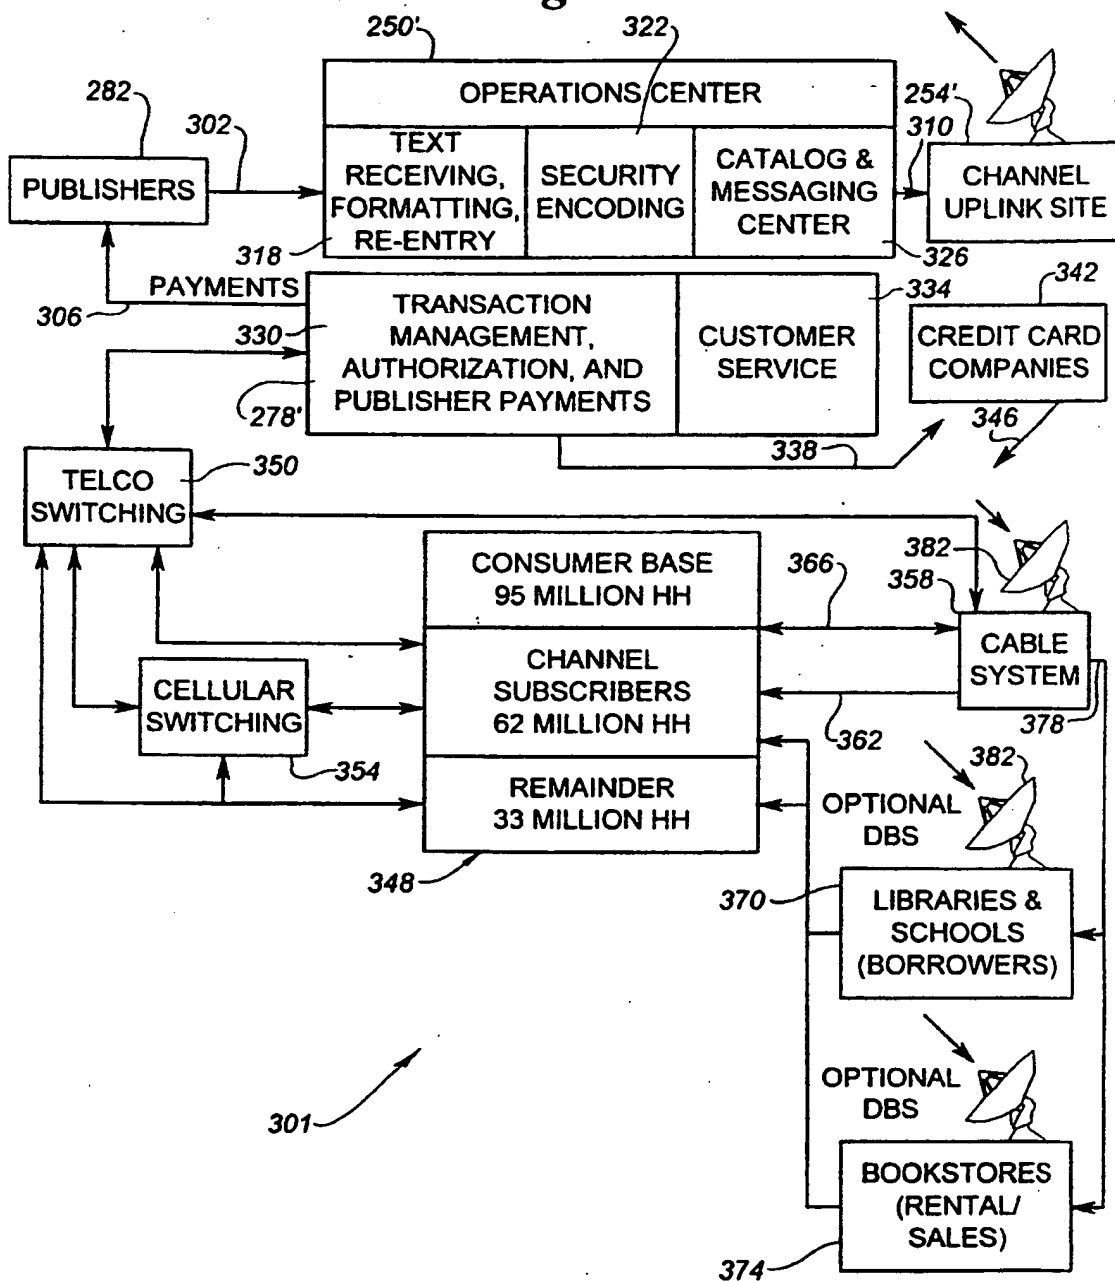 g
322
250'
OPERATIONS CENTER
254'
282
302
310
PUBLISHERS
TEXT
RECEIVING,
FORMATTING,
RE-ENTRY
SECURITY
ENCODING
CATALOG &
MESSAGING
CENTER
CHANNEL
UPLINK SITE
318
326
PAYMENTS
306
330
TRANSACTION
MANAGEMENT,
AUTHORIZATION, AND
PUBLISHER PAYMENTS
278'
CUSTOMER
SERVICE
334
342
CREDIT CARD
COMPANIES
346
338
TELCO
SWITCHING
350
CONSUMER BASE
95 MILLION HH
366
382
358
CABLE
SYSTEM
CHANNEL
SUBSCRIBERS
62 MILLION HH
CELLULAR
SWITCHING
354
362
378
REMAINDER
33 MILLION HH
348
382
OPTIONAL
DBS
370
LIBRARIES &
SCHOOLS
(BORROWERS)
OPTIONAL
DBS
301
BOOKSTORES
(RENTAL/
SALES)
374